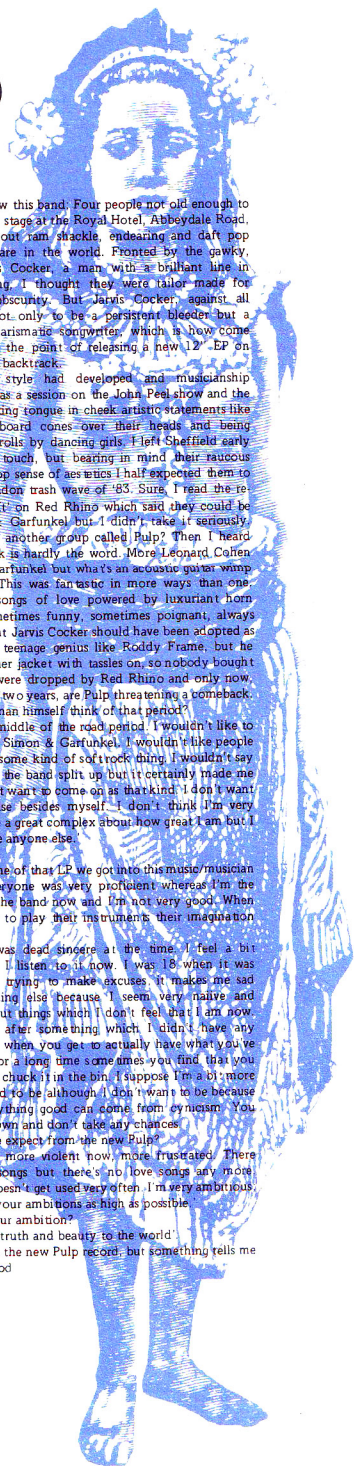 w this band; Four people not old enough to
stage at the Royal Hotel, Abbeydale Road,
out ram shackle, endearing and daft pop
are in the world. Fronted by the gawky,
s Cocker, a man with a brilliant line in
ng, I thought they were tailor made for
obscurity. But Jarvis Cocker, against all
ot only to be a persistent bleeder but a
arismatic songwriter, which is how come
the point of releasing a new 12" EP on
backtrack.
style had developed and musicianship
as a session on the John Peel show and the
ing tongue in cheek artistic statements like
board cones over their heads and being
rolls by dancing girls. I left Sheffield early
touch, but bearing in mind their raucous
op sense of aestetics I half expected them to
don trash wave of '83. Sure, I read the re-
t' on Red Rhino which said they could be
Garfunkel but I didn't take it seriously.
another group called Pulp? Then I heard
k is hardly the word. More Leonard Cohen
arfunkel but what's an acoustic guitar wimp
This was fantastic in more ways than one.
songs of love powered by luxuriant horn
metimes funny, sometimes poignant, always
t Jarvis Cocker should have been adopted as
teenage genius like Roddy Frame, but he
er jacket with tassles on, so nobody bought
were dropped by Red Rhino and only now,
two years, are Pulp threatening a comeback.
man himself think of that period?
middle of the road period. I wouldn't like to
Simon & Garfunkel. I wouldn't like people
some kind of soft rock thing. I wouldn't say
the band split up but it certainly made me
t want to come on as that kind. I don't want
se besides myself. I don't think I'm very
e a great complex about how great I am but I
e anyone else.'
ne of that LP we got into this music/musician
eryone was very proficient whereas I'm the
he band now and I'm not very good. When
to play their instruments their imagination
was dead sincere at the time. I feel a bit
I listen to it now. I was 18 when it was
trying to make excuses, it makes me sad
ing else because I seem very naiive and
ut things which I don't feel that I am now.
after something which I didn't have any
when you get to actually have what you've
or a long time sometimes you find that you
chuck it in the bin. I suppose I'm a bit more
d to be although I don't want to be because
ything good can come from cynicism. You
wn and don't take any chances.
e expect from the new Pulp?
more violent now, more frustrated. There
songs but there's no love songs any more.
oesn't get used very often. I'm very ambitious,
your ambitions as high as possible.'
ur ambition?
truth and beauty to the world'.
the new Pulp record, but something tells me
od